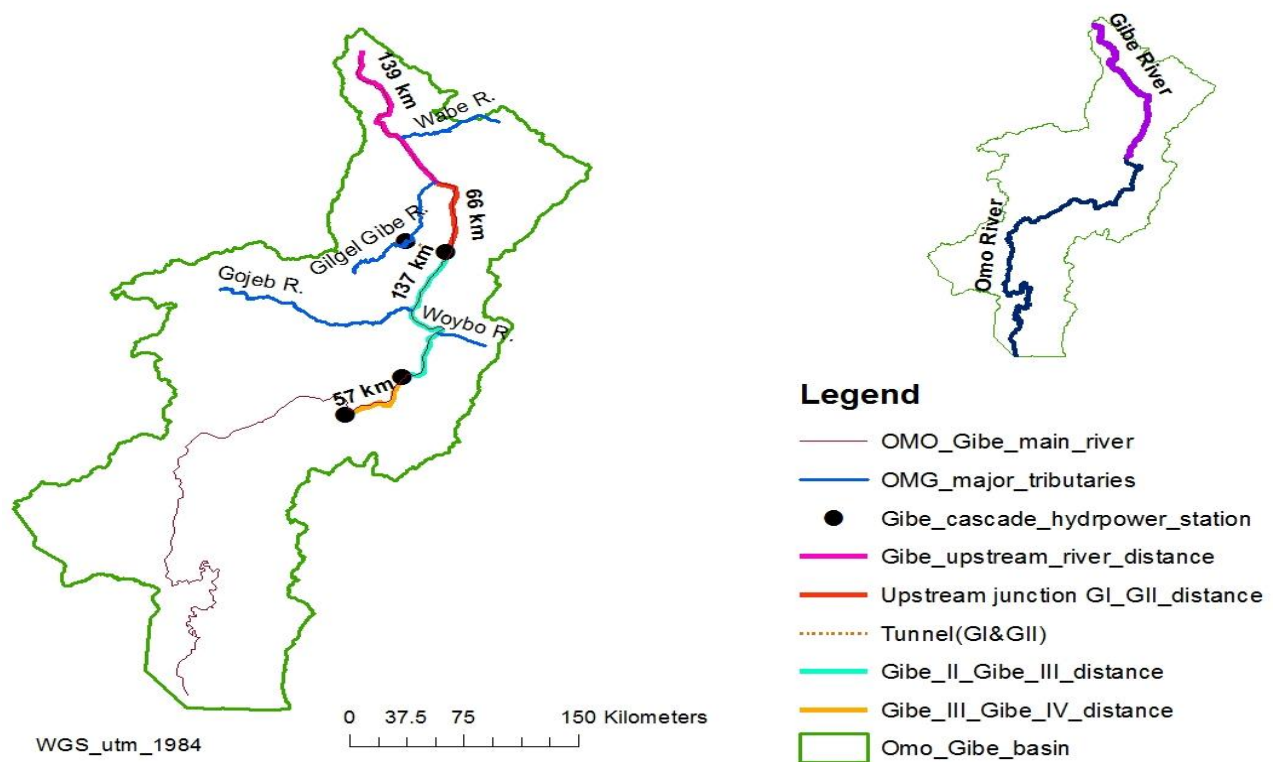 139 km
Wabe R.
66 km
Gilgel Gibe R.
137 km
Gojeb R.
Woybo R.
57 km
0 37.5 75 150 Kilometers
WGS_utm_1984
Gibe River
Omo River
Legend
OMO_Gibe_main_river
OMG_major_tributaries
Gibe_cascade_hydrpower_station
Gibe_upstream_river_distance
Upstream junction GI_GII_distance
Tunnel(GI&GII)
Gibe_II_Gibe_III_distance
Gibe_III_Gibe_IV_distance
Omo_Gibe_basin